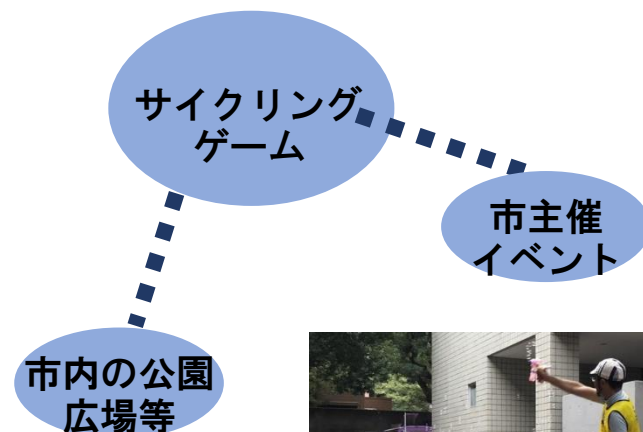 サイクリング
ゲーム
市主催
イベント
市内の公園
広場等